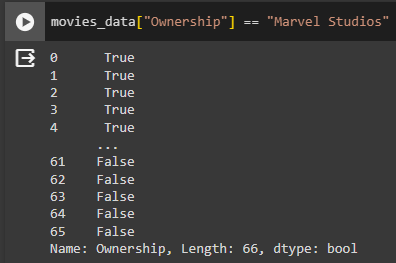 movies_data["Ownership"] == "Marvel Studios"
0       True
1       True
2       True
3       True
4       True
...
61     False
62     False
63     False
64     False
65     False
Name: Ownership, Length: 66, dtype: bool